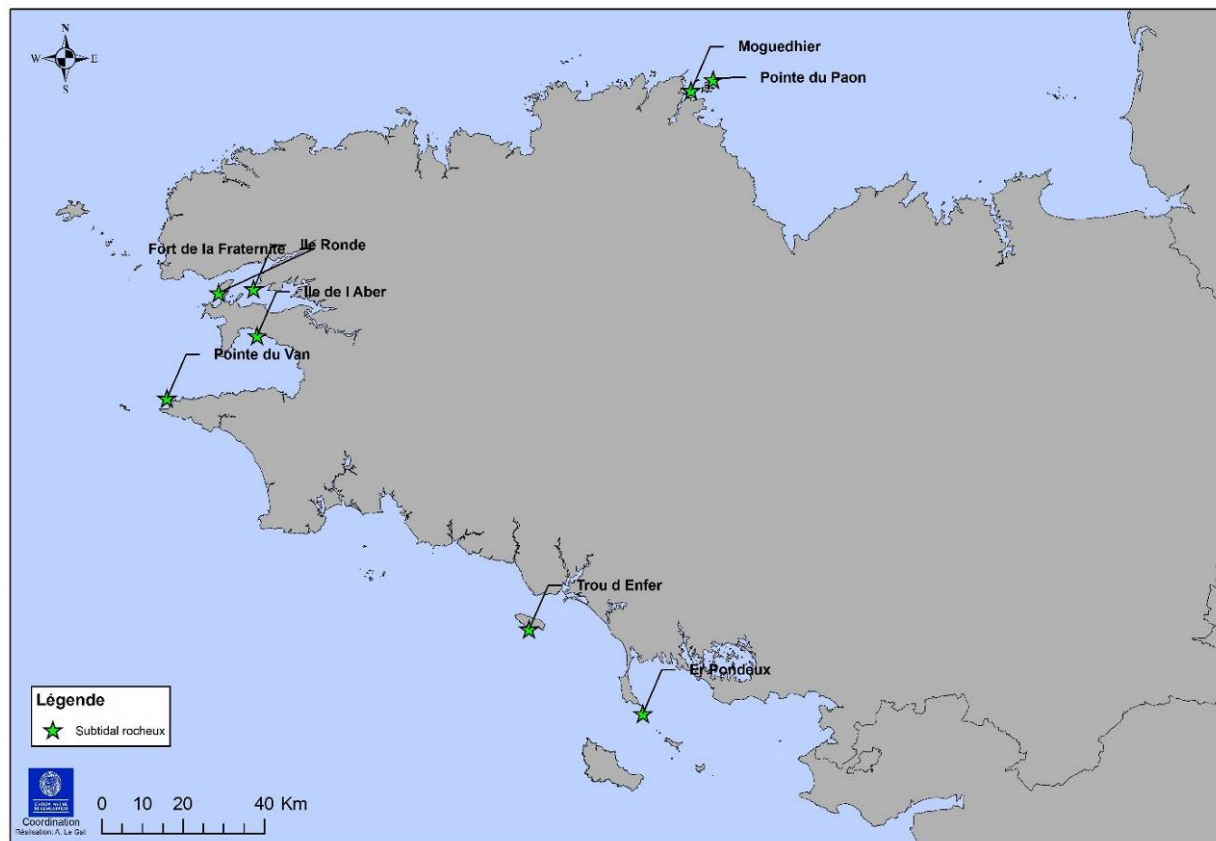 N
W E
S
Moguedhier
Pointe du Paon
Fort de la Fraternité
Ile Ronde
Ile de l Aber
Pointe du Van
Trou d Enfer
Er Pondeux
Légende
Subtidal rocheux
Coordination
Réalisation: A. Le Gal
0 10 20 40 Km